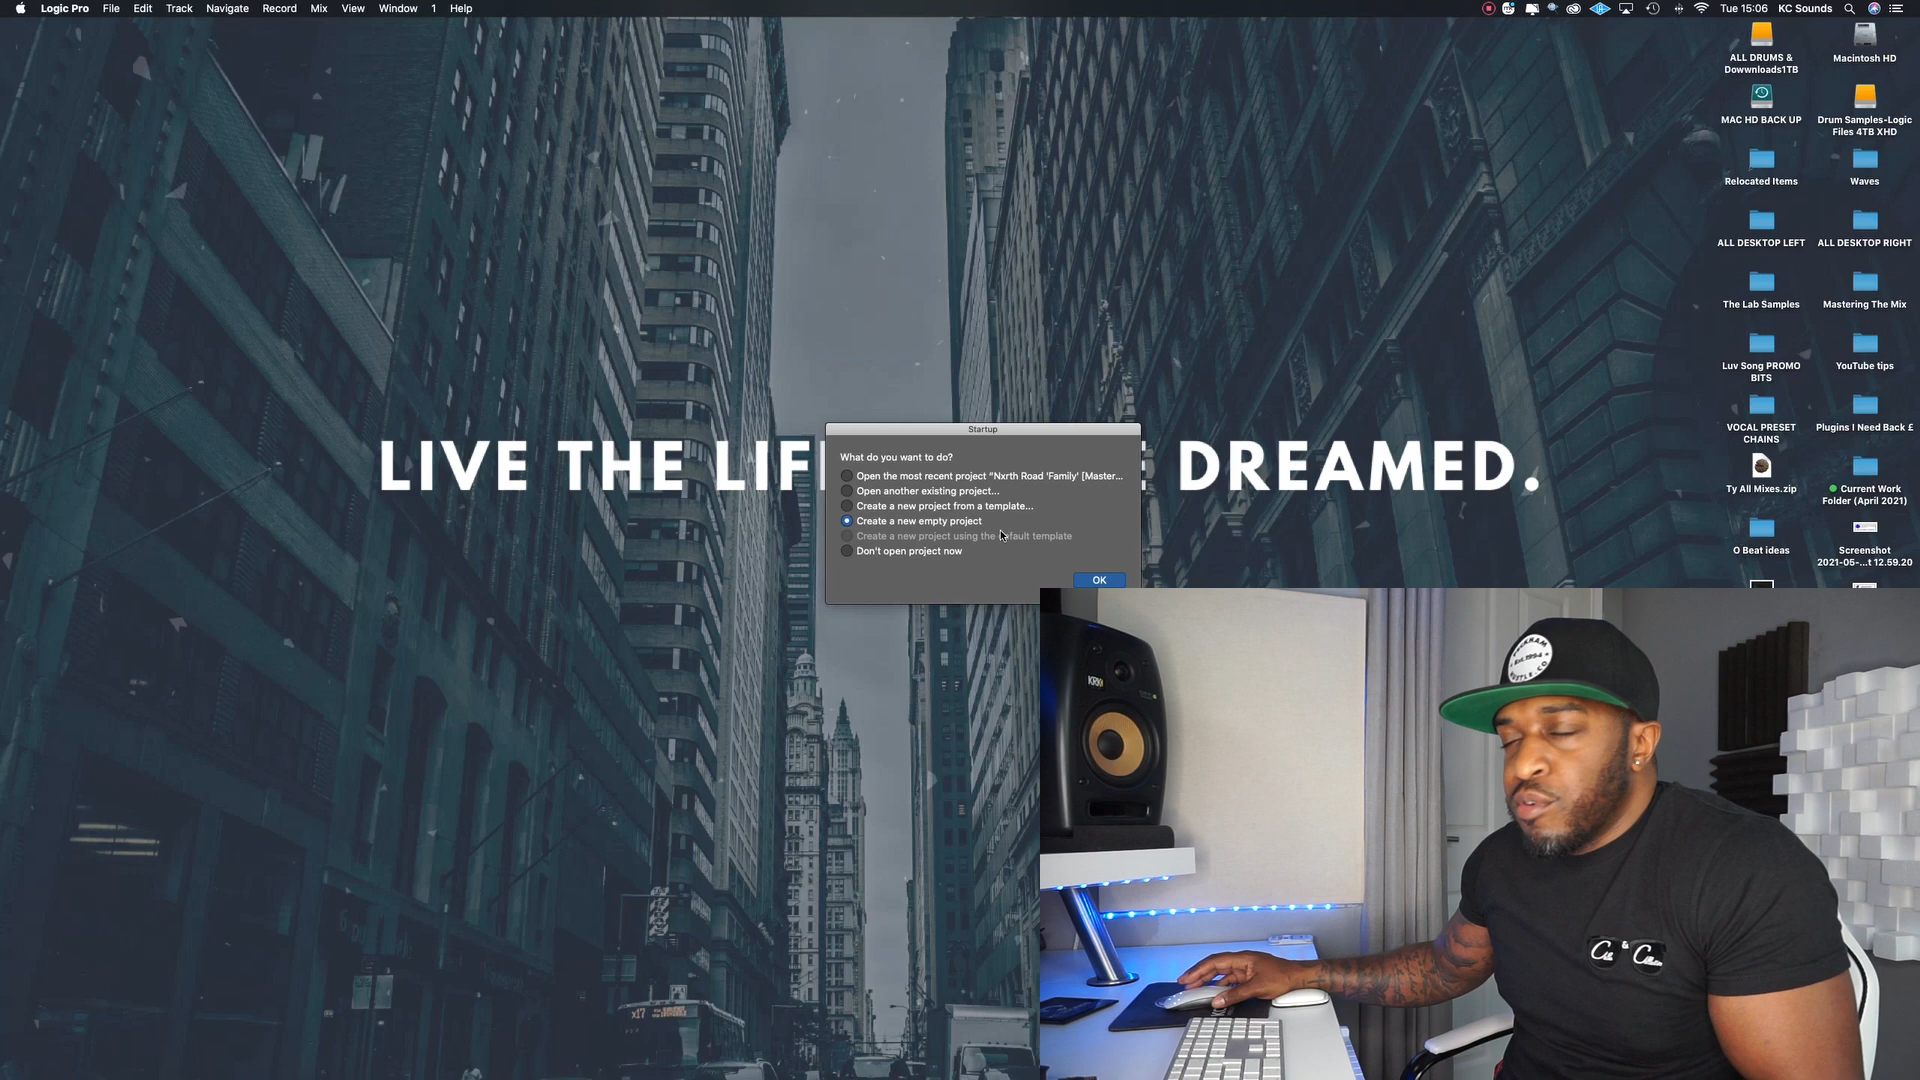 Logic Pro File Edit Track Navigate Record Mix View Window 1 Help
Tue 15:06 KC Sounds
ALL DRUMS &
Dowwnloads1TB
Macintosh HD
MAC HD BACK UP
Drum Samples-Logic
Files 4TB XHD
Relocated Items
Waves
ALL DESKTOP LEFT
ALL DESKTOP RIGHT
The Lab Samples
Mastering The Mix
Luv Song PROMO
BITS
YouTube tips
VOCAL PRESET
CHAINS
Plugins I Need Back £
Ty All Mixes.zip
Current Work
Folder (April 2021)
O Beat ideas
Screenshot
2021-05-...t 12.59.20
LIVE THE LIF
E DREAMED.
Startup
What do you want to do?
Open the most recent project "Nxrth Road 'Family' [Master...
Open another existing project...
Create a new project from a template...
Create a new empty project
Create a new project using the default template
Don't open project now
OK
KRK
EST. 1994
x17